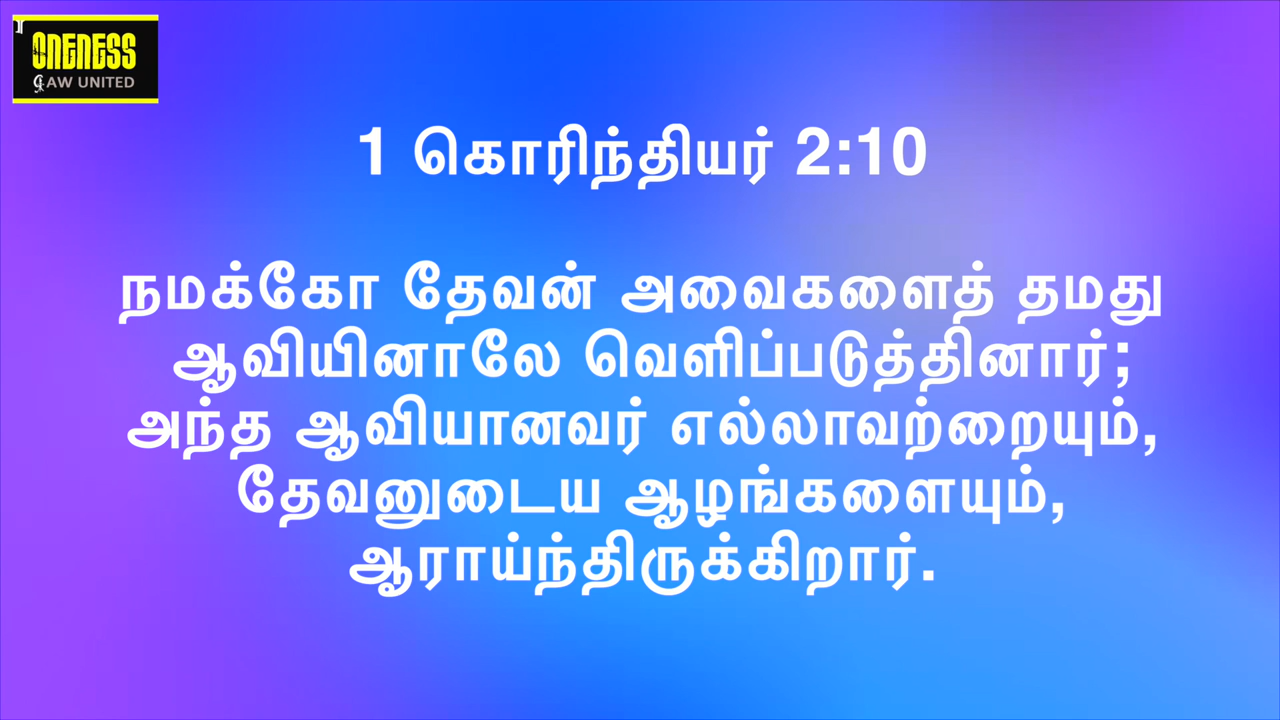 ONENESS
GAW UNITED
1 கொரிந்தியர் 2:10
நமக்கோ தேவன் அவைகளைத் தமது
ஆவியினாலே வெளிப்படுத்தினார்;
அந்த ஆவியானவர் எல்லாவற்றையும்,
தேவனுடைய ஆழங்களையும்,
ஆராய்ந்திருக்கிறார்.